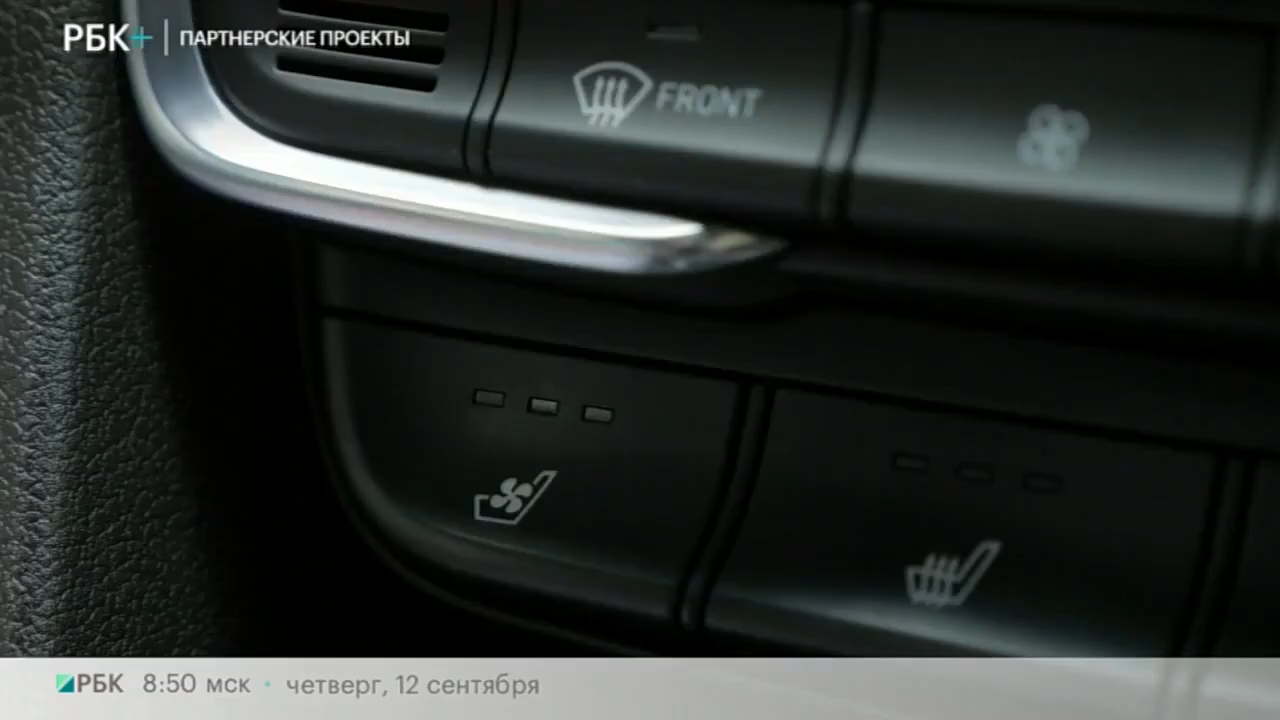 РБК+ | ПАРТНЕРСКИЕ ПРОЕКТЫ
FRONT
РБК 8:50 мск • четверг, 12 сентября